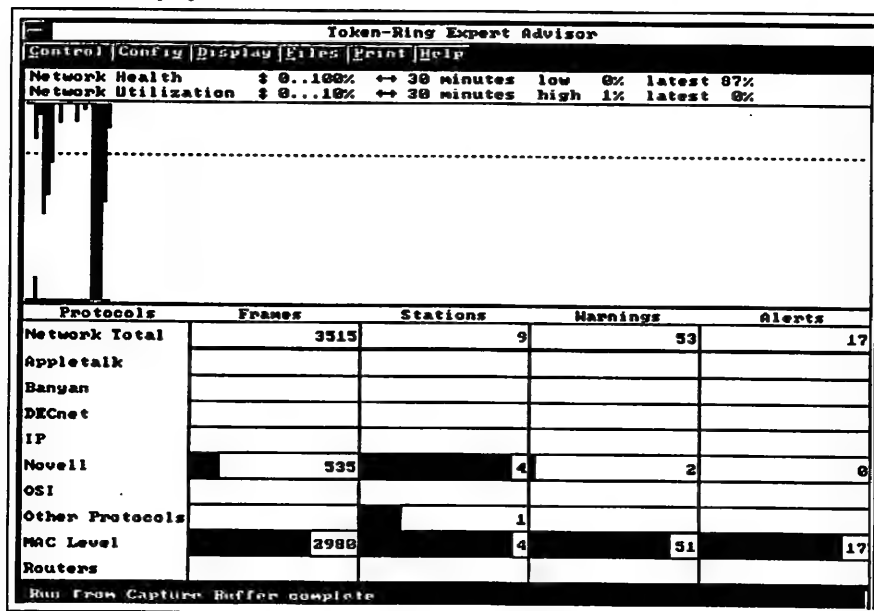 Token-Ring Expert Advisor
Control Config Display Files Print Help
Network Health ↕ 0..100% ↔ 30 minutes low 0% latest 87%
Network Utilization ↕ 0...10% ↔ 30 minutes high 1% latest 0%
Protocols Frames Stations Warnings Alerts
Network Total 3515 9 53 17
Appletalk
Banyan
DECnet
IP
Novell 535 4 2 0
OSI
Other Protocols 1
MAC Level 2980 4 51 17
Routers
Run From Capture Buffer complete